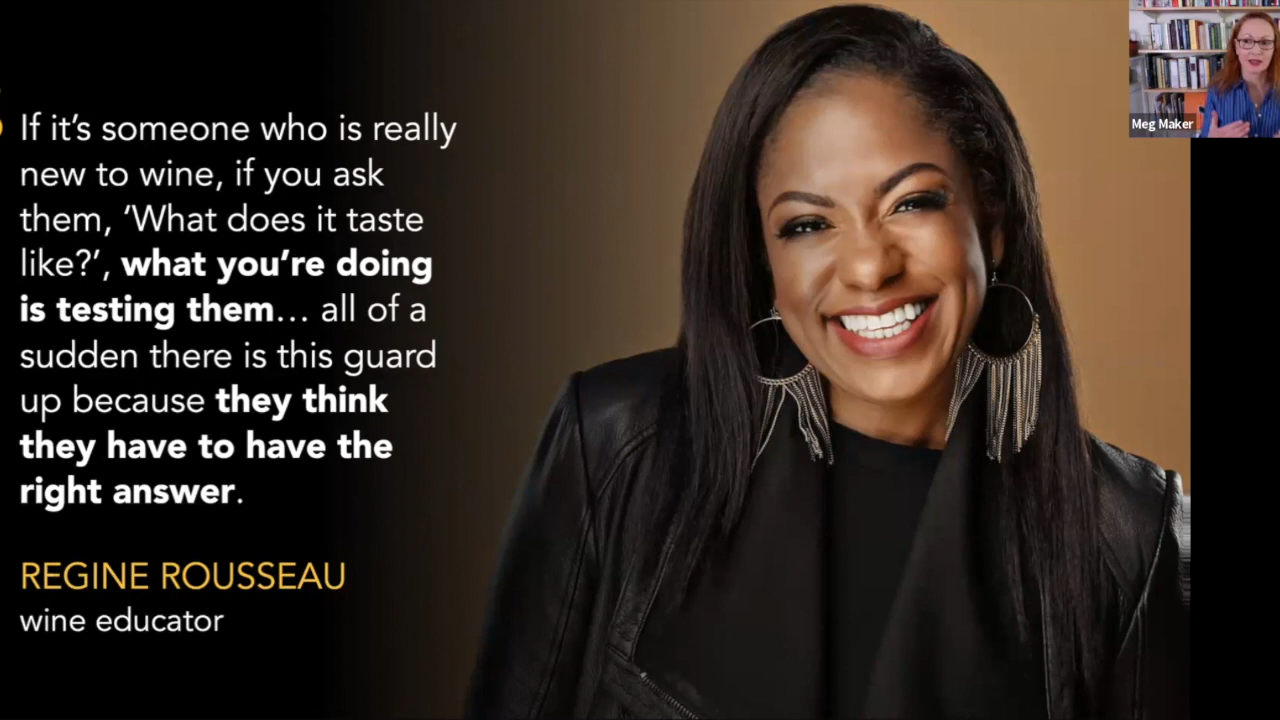 If it’s someone who is really
new to wine, if you ask
them, ‘What does it taste
like?’, what you’re doing
is testing them… all of a
sudden there is this guard
up because they think
they have to have the
right answer.
REGINE ROUSSEAU
wine educator
Meg Maker